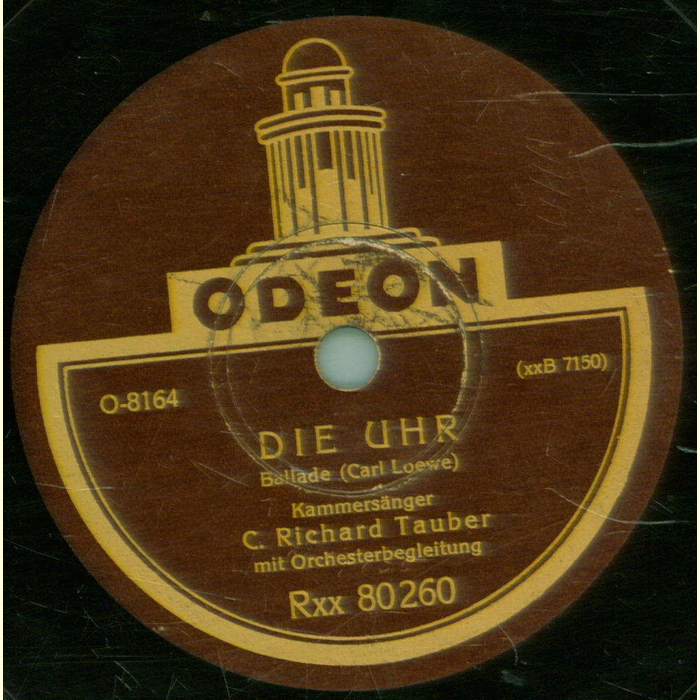 ODEON
O-8164
(xxB 7150)
DIE UHR
Ballade (Carl Loewe)
Kammersänger
C. Richard Tauber
mit Orchesterbegleitung
Rxx 80260